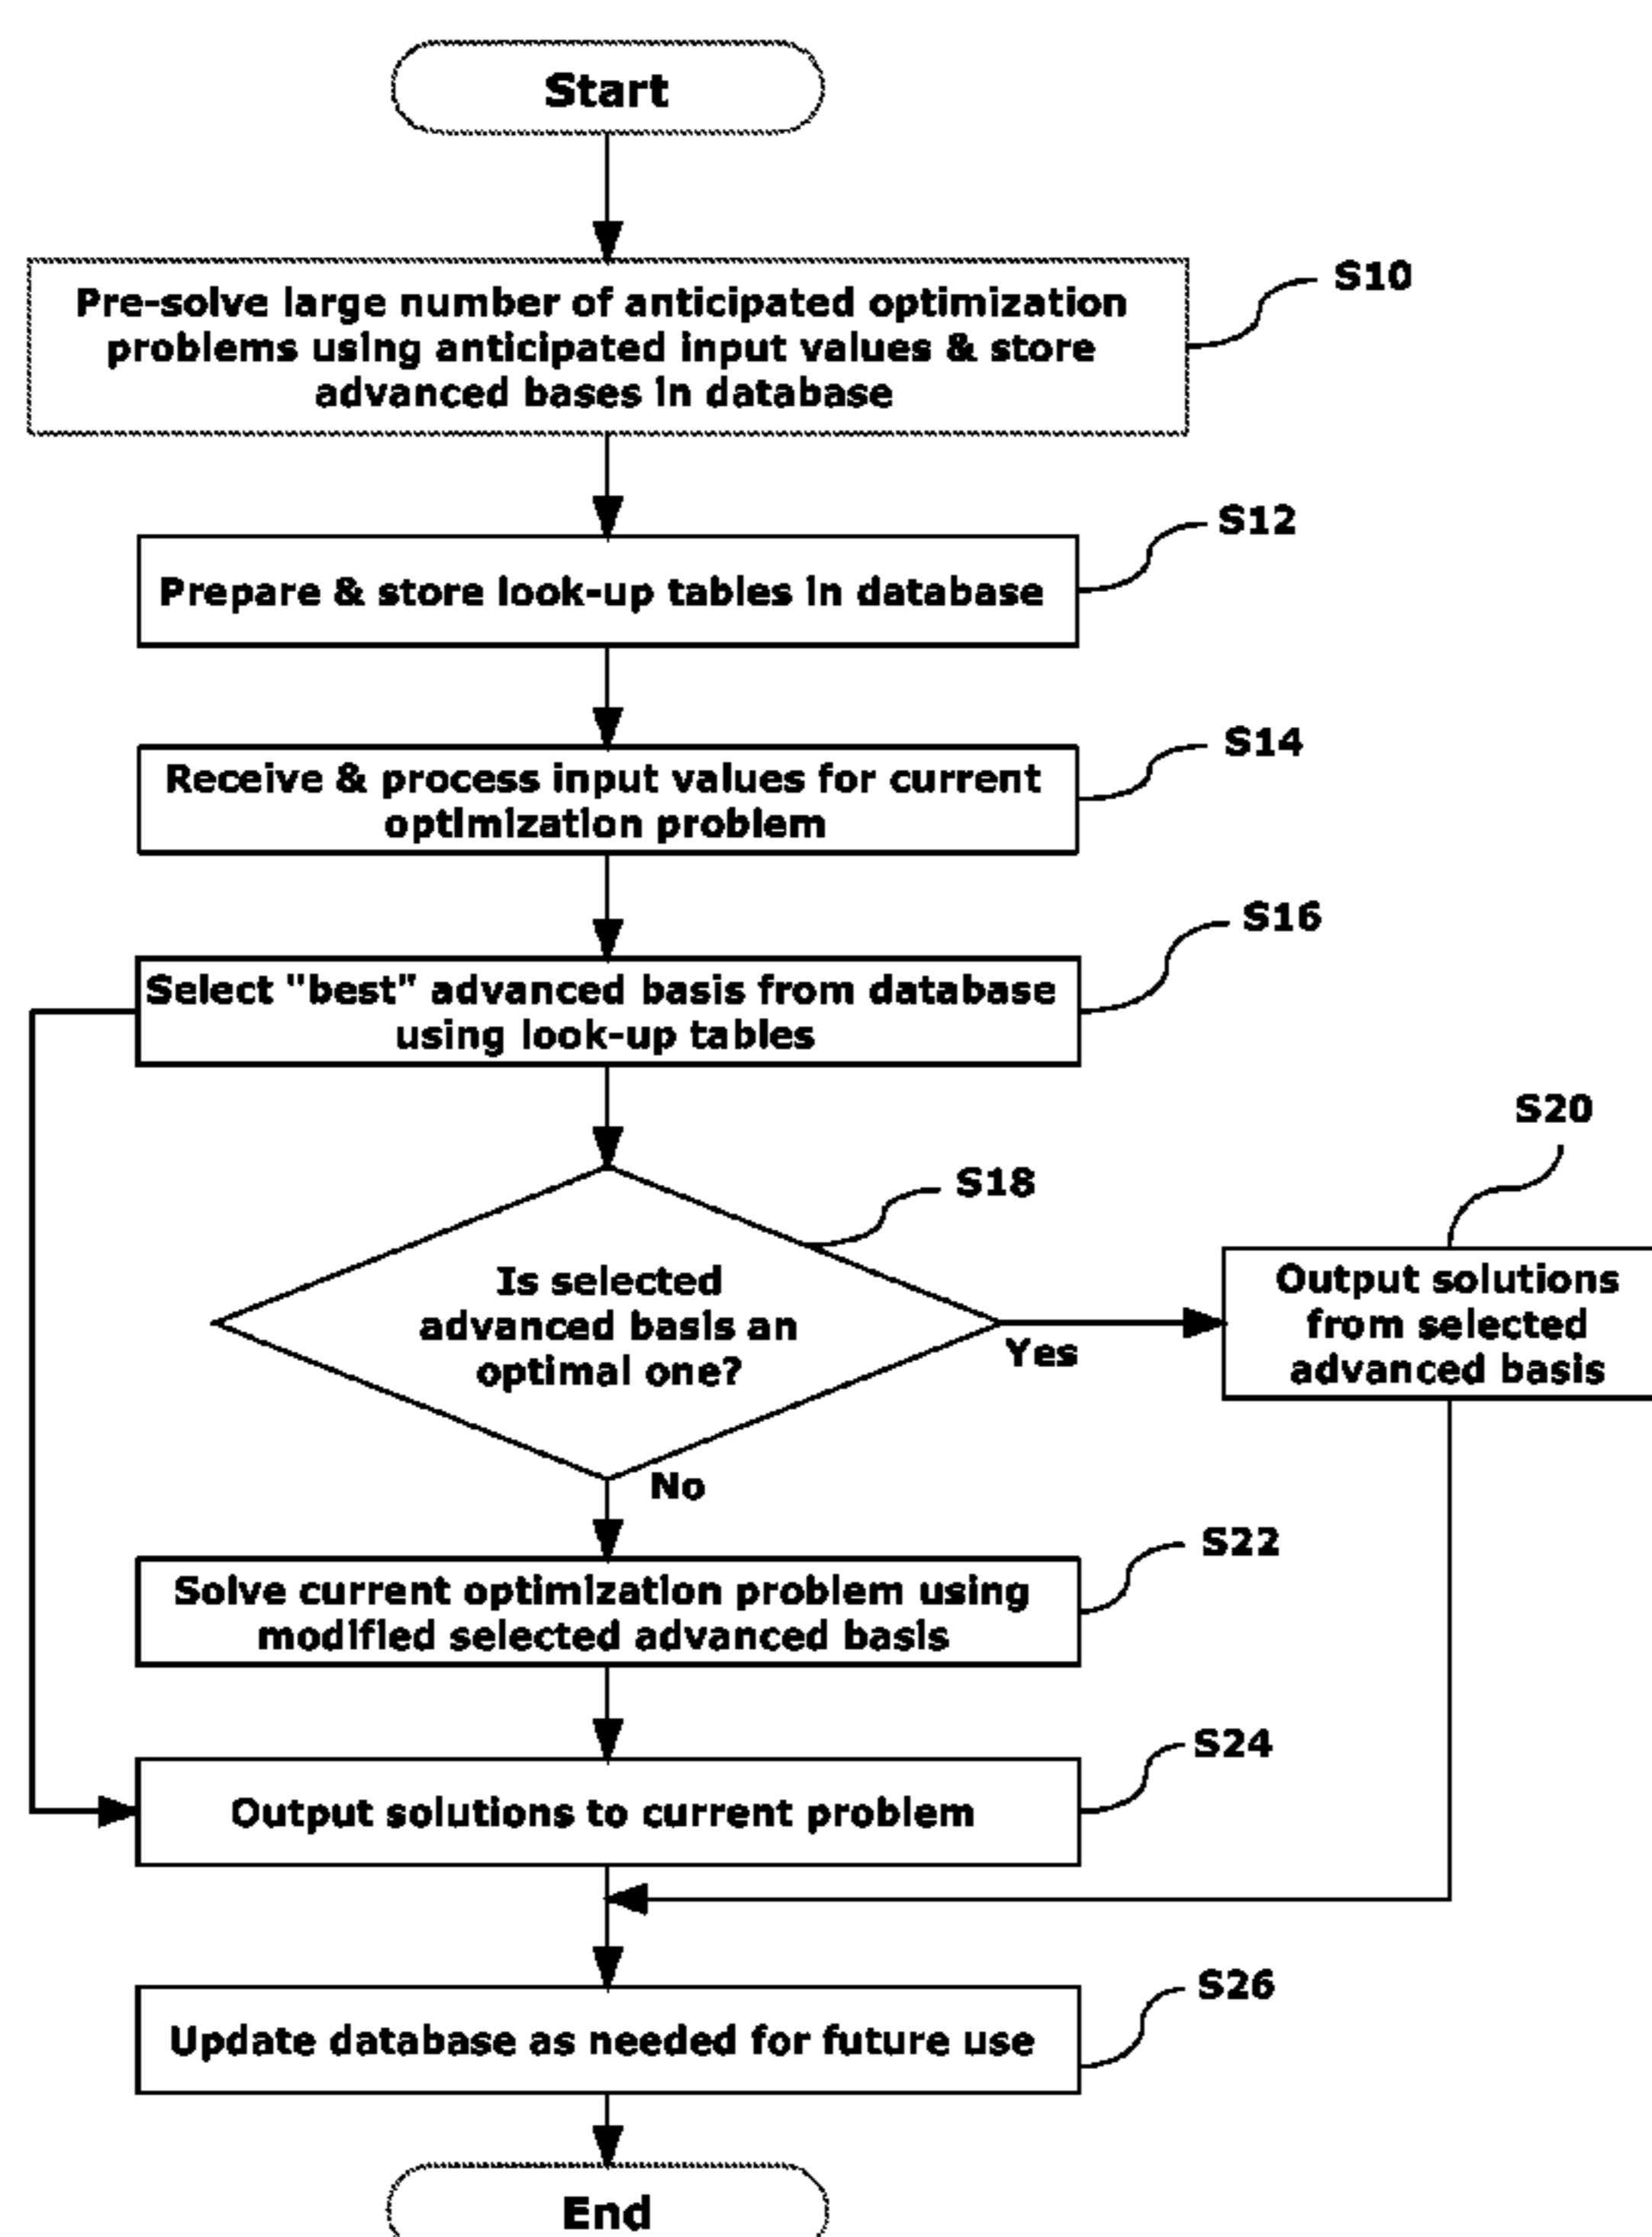 Start
Pre-solve large number of anticipated optimization
problems using anticipated input values & store
advanced bases in database
S10
Prepare & store look-up tables in database
S12
Receive & process input values for current
optimization problem
S14
Select "best" advanced basis from database
using look-up tables
S16
Is selected
advanced basis an
optimal one?
S18
Yes
S20
Output solutions
from selected
advanced basis
No
Solve current optimization problem using
modified selected advanced basis
S22
Output solutions to current problem
S24
Update database as needed for future use
S26
End